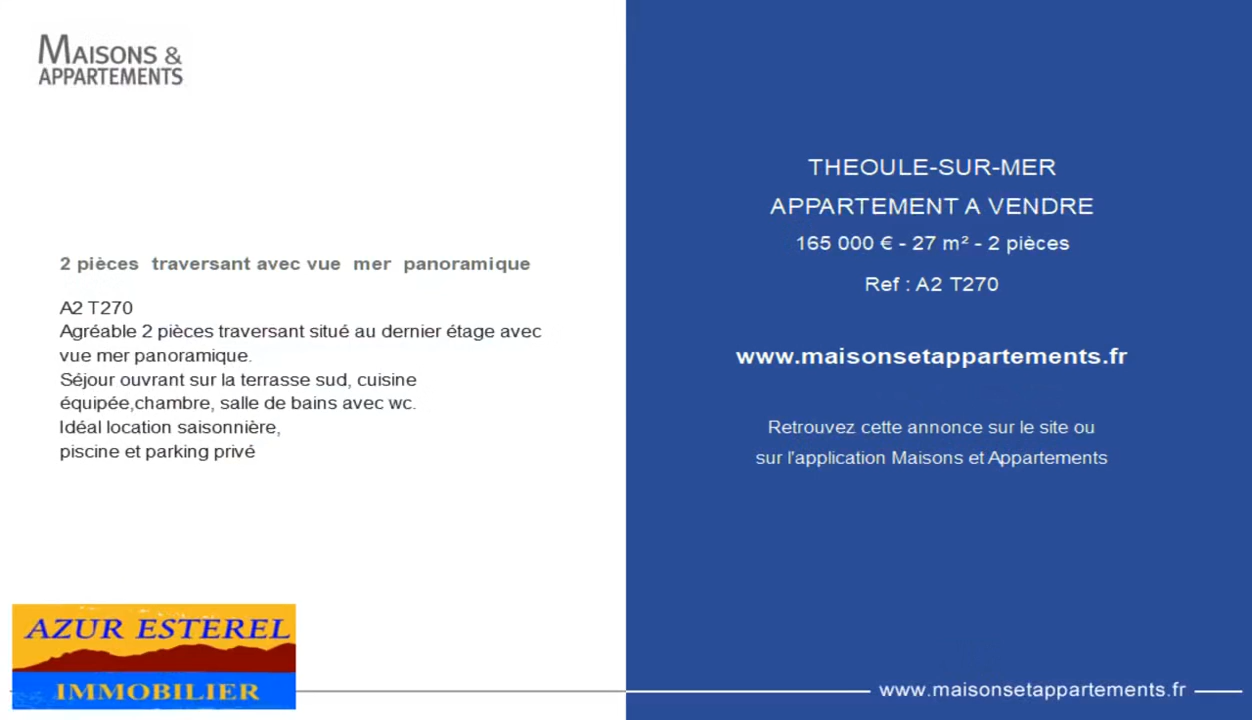 MAISONS &
APPARTEMENTS
2 pièces traversant avec vue mer panoramique
A2 T270
Agréable 2 pièces traversant situé au dernier étage avec
vue mer panoramique.
Séjour ouvrant sur la terrasse sud, cuisine
équipée,chambre, salle de bains avec wc.
Idéal location saisonnière,
piscine et parking privé
AZUR ESTEREL
IMMOBILIER
THEOULE-SUR-MER
APPARTEMENT A VENDRE
165 000 € - 27 m² - 2 pièces
Ref : A2 T270
www.maisonsetappartements.fr
Retrouvez cette annonce sur le site ou
sur l'application Maisons et Appartements
www.maisonsetappartements.fr